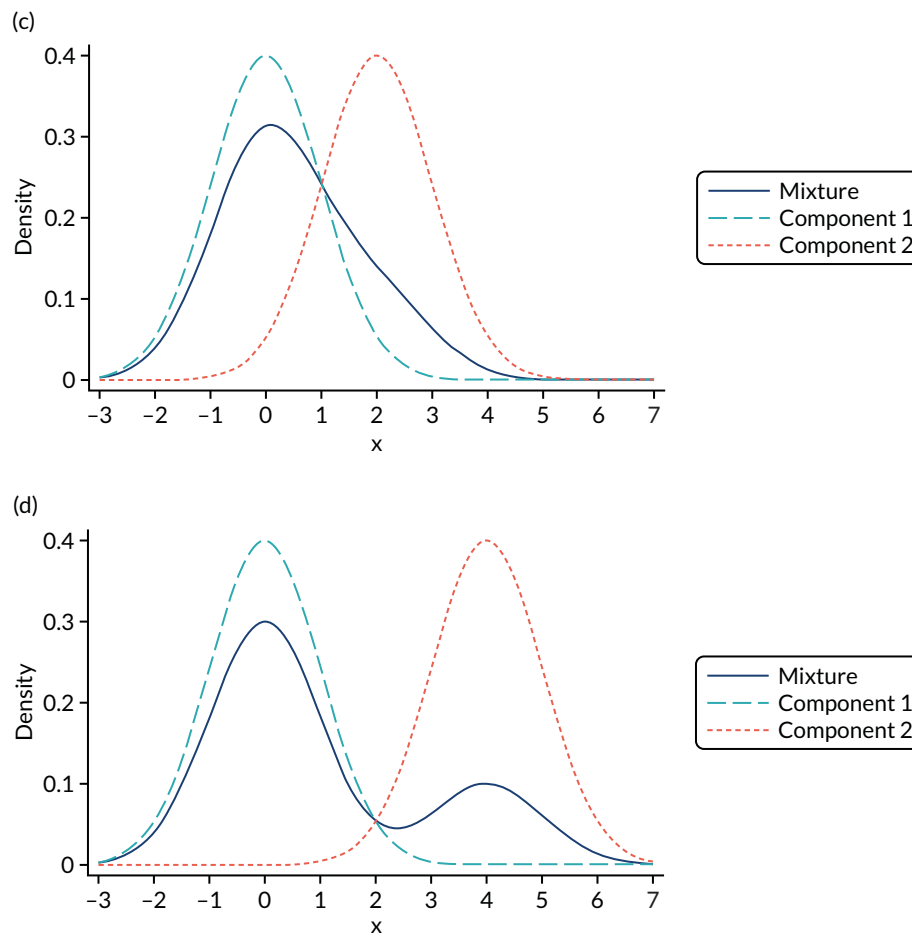 (c)
0.4
0.3
0.2
0.1
0
Density
–3 –2 –1 0 1 2 3 4 5 6 7
x
Mixture
Component 1
Component 2
(d)
0.4
0.3
0.2
0.1
0
Density
–3 –2 –1 0 1 2 3 4 5 6 7
x
Mixture
Component 1
Component 2